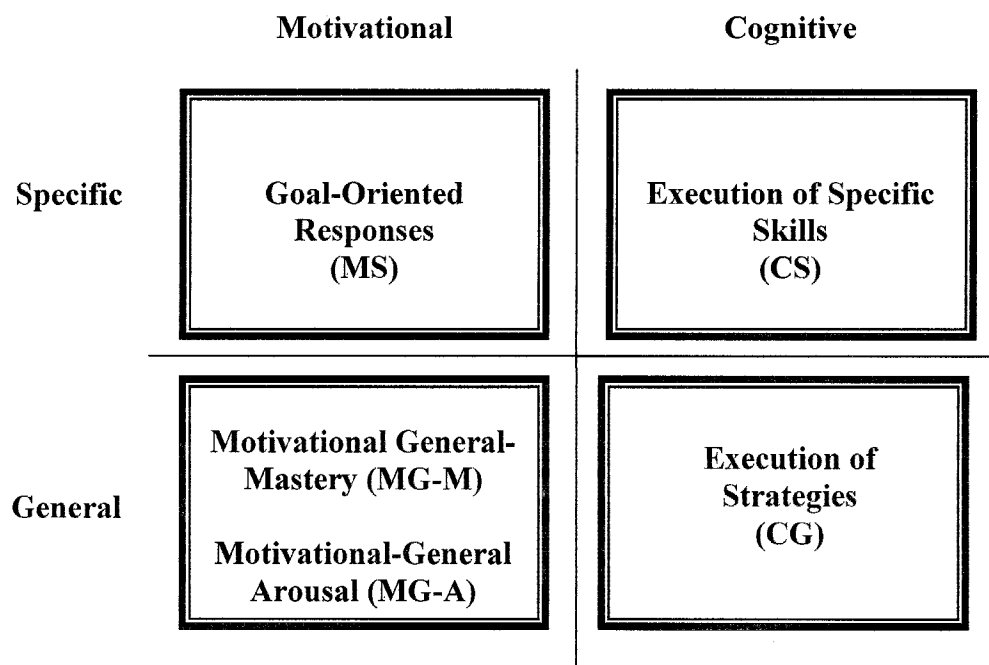 Motivational
Cognitive
Specific
Goal-Oriented
Responses
(MS)
Execution of Specific
Skills
(CS)
General
Motivational General-
Mastery (MG-M)
Motivational-General
Arousal (MG-A)
Execution of
Strategies
(CG)